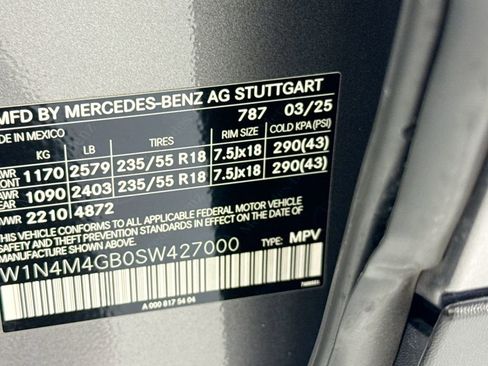 MFD BY MERCEDES-BENZ AG STUTTGART
787 03/25
MADE IN MEXICO
KG LB TIRES RIM SIZE COLD KPA (PSI)
1170 2579 235/55 R18 7.5Jx18 290(43)
1090 2403 235/55 R18 7.5Jx18 290(43)
2210 4872
THIS VEHICLE CONFORMS TO ALL APPLICABLE FEDERAL MOTOR VEHICLE
SAFETY, BUMPER, AND THEFT PREVENTION STANDARDS
IN EFFECT ON THE DATE OF MANUFACTURE SHOWN ABOVE.
W1N4M4GB0SW427000 TYPE: MPV
A 000 817 54 04